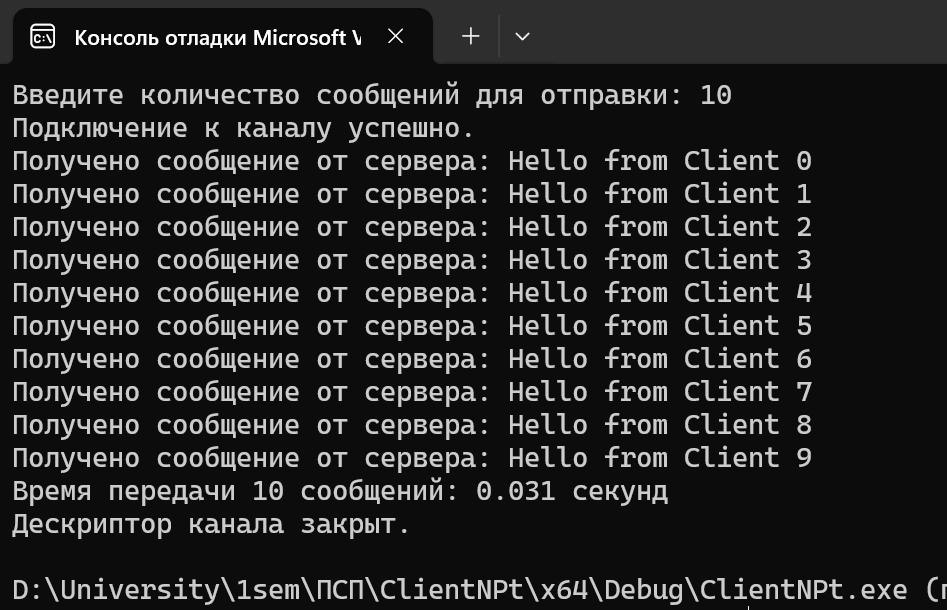 Консоль отладки Microsoft V
Введите количество сообщений для отправки: 10
Подключение к каналу успешно.
Получено сообщение от сервера: Hello from Client 0
Получено сообщение от сервера: Hello from Client 1
Получено сообщение от сервера: Hello from Client 2
Получено сообщение от сервера: Hello from Client 3
Получено сообщение от сервера: Hello from Client 4
Получено сообщение от сервера: Hello from Client 5
Получено сообщение от сервера: Hello from Client 6
Получено сообщение от сервера: Hello from Client 7
Получено сообщение от сервера: Hello from Client 8
Получено сообщение от сервера: Hello from Client 9
Время передачи 10 сообщений: 0.031 секунд
Дескриптор канала закрыт.
D:\University\1sem\ПСП\ClientNPt\x64\Debug\ClientNPt.exe (